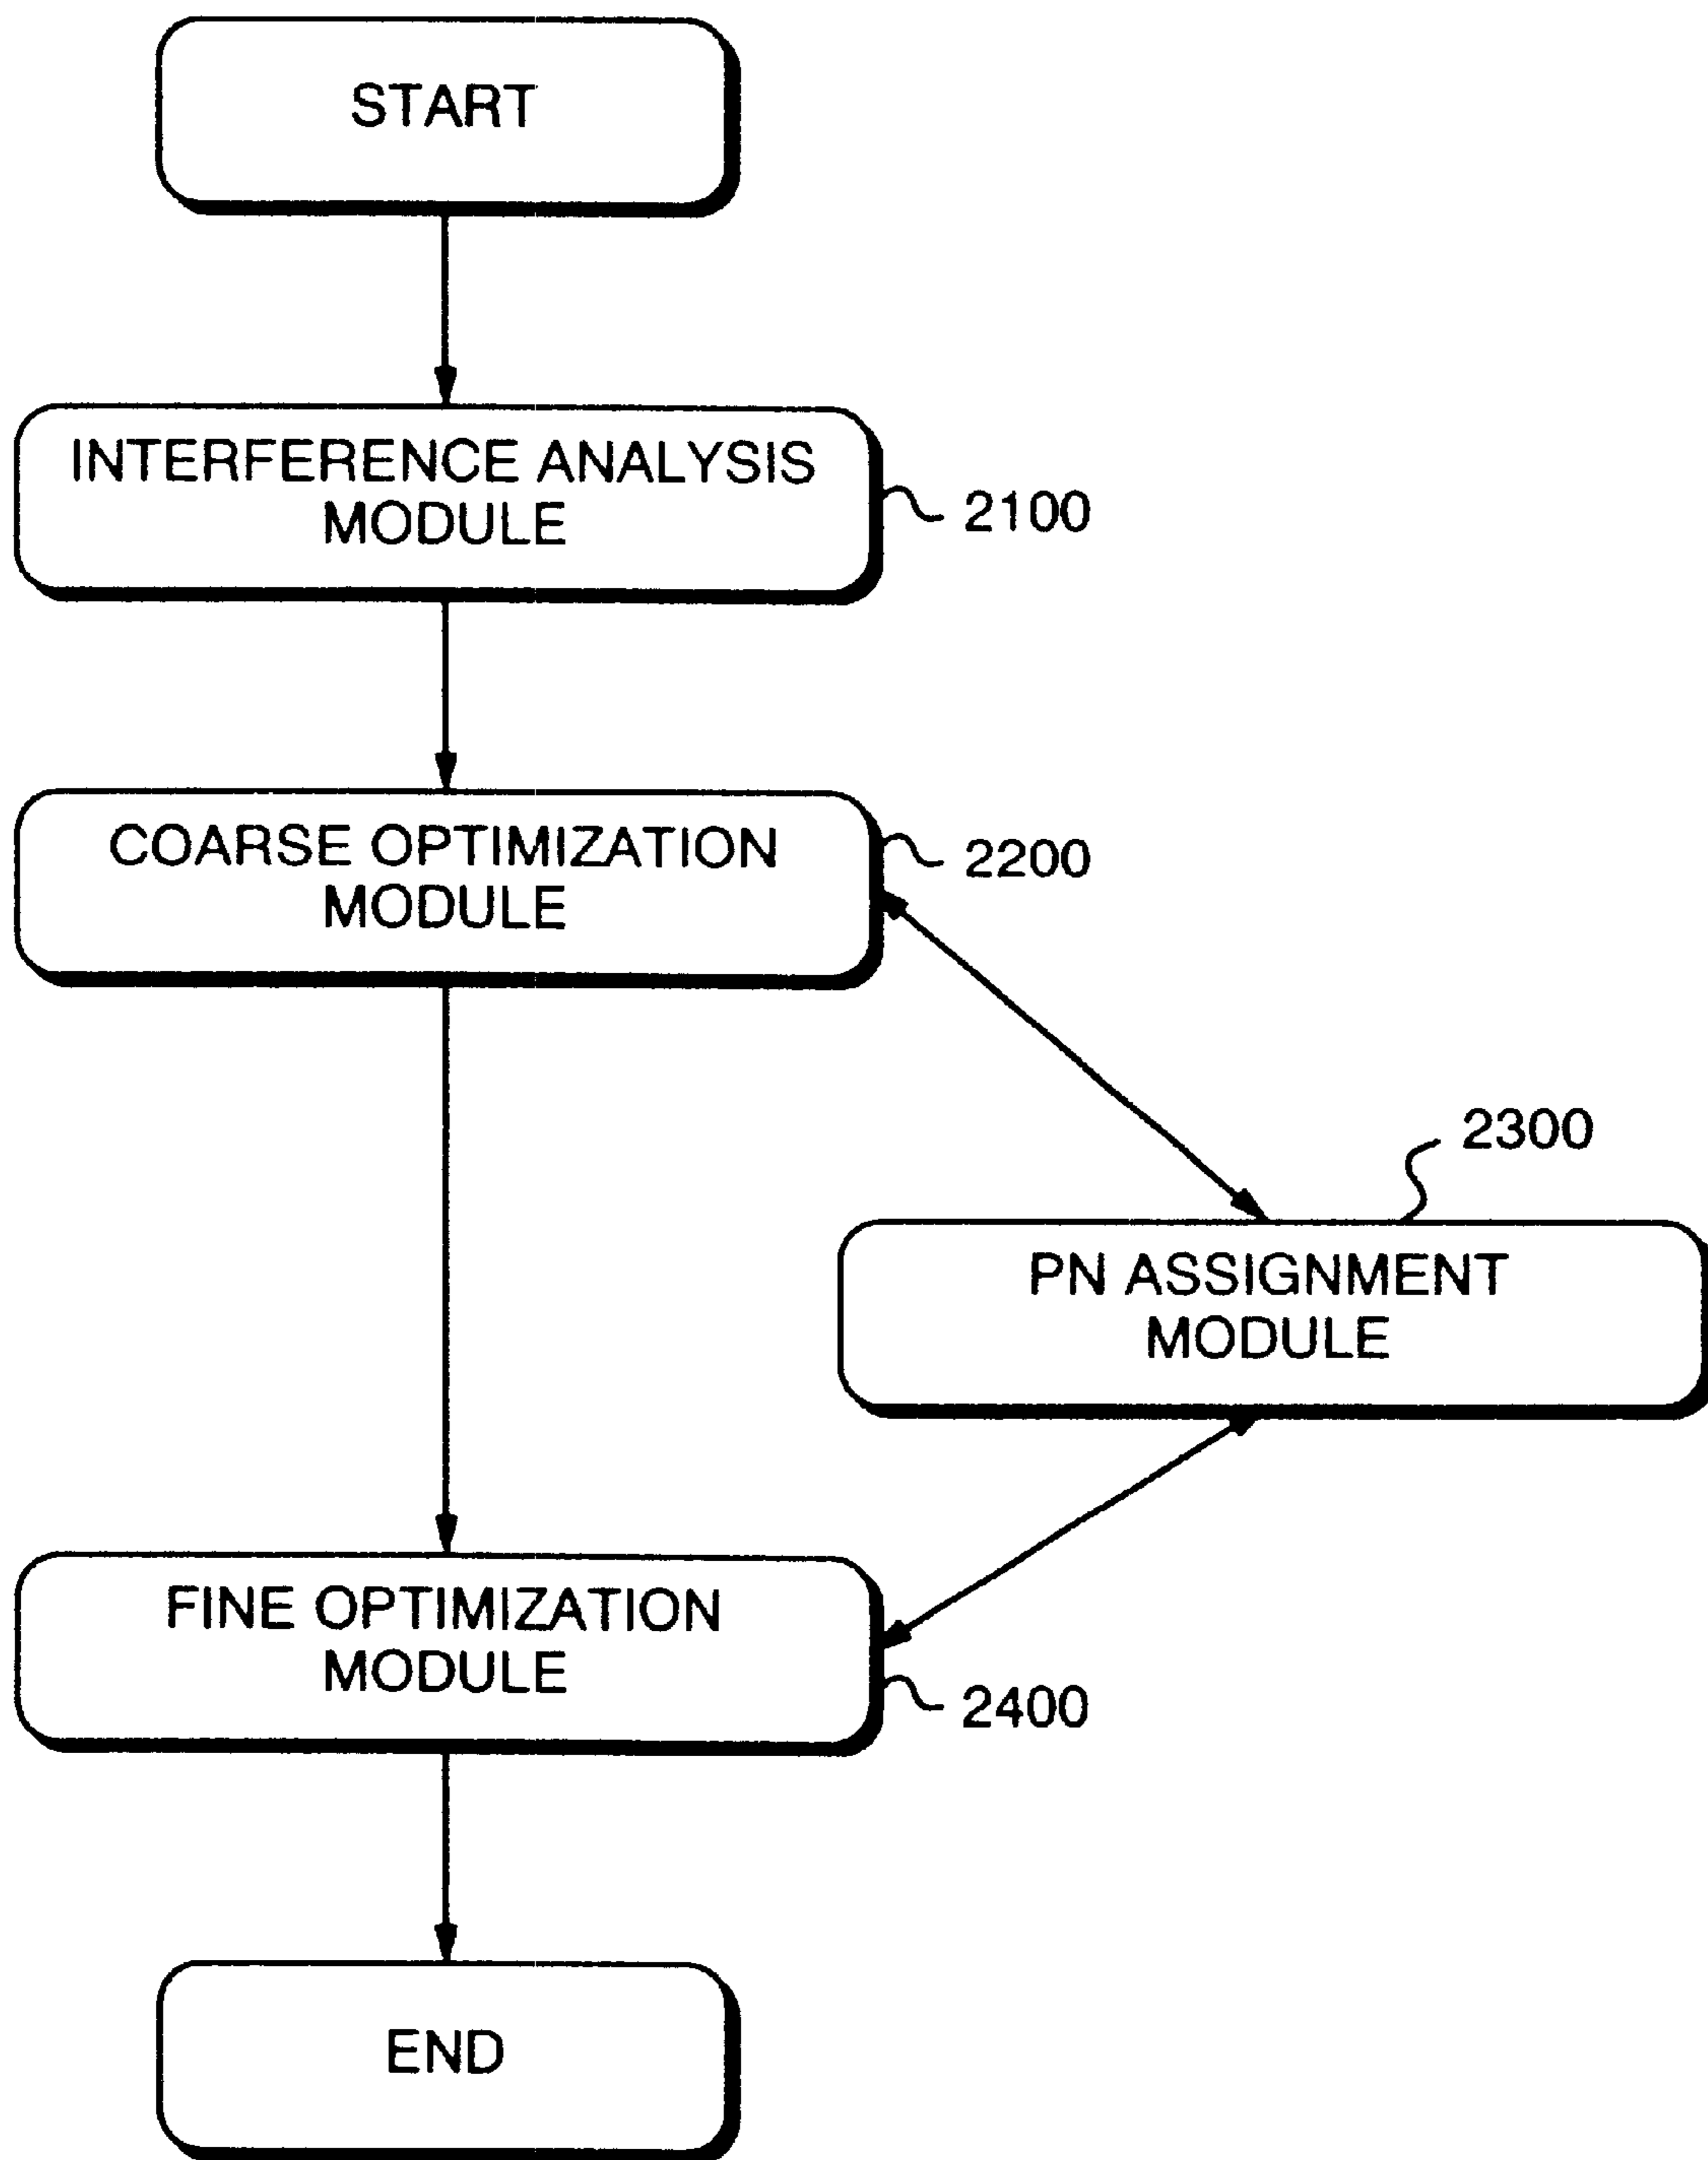 START
INTERFERENCE ANALYSIS
MODULE
2100
COARSE OPTIMIZATION
MODULE
2200
2300
PN ASSIGNMENT
MODULE
FINE OPTIMIZATION
MODULE
2400
END